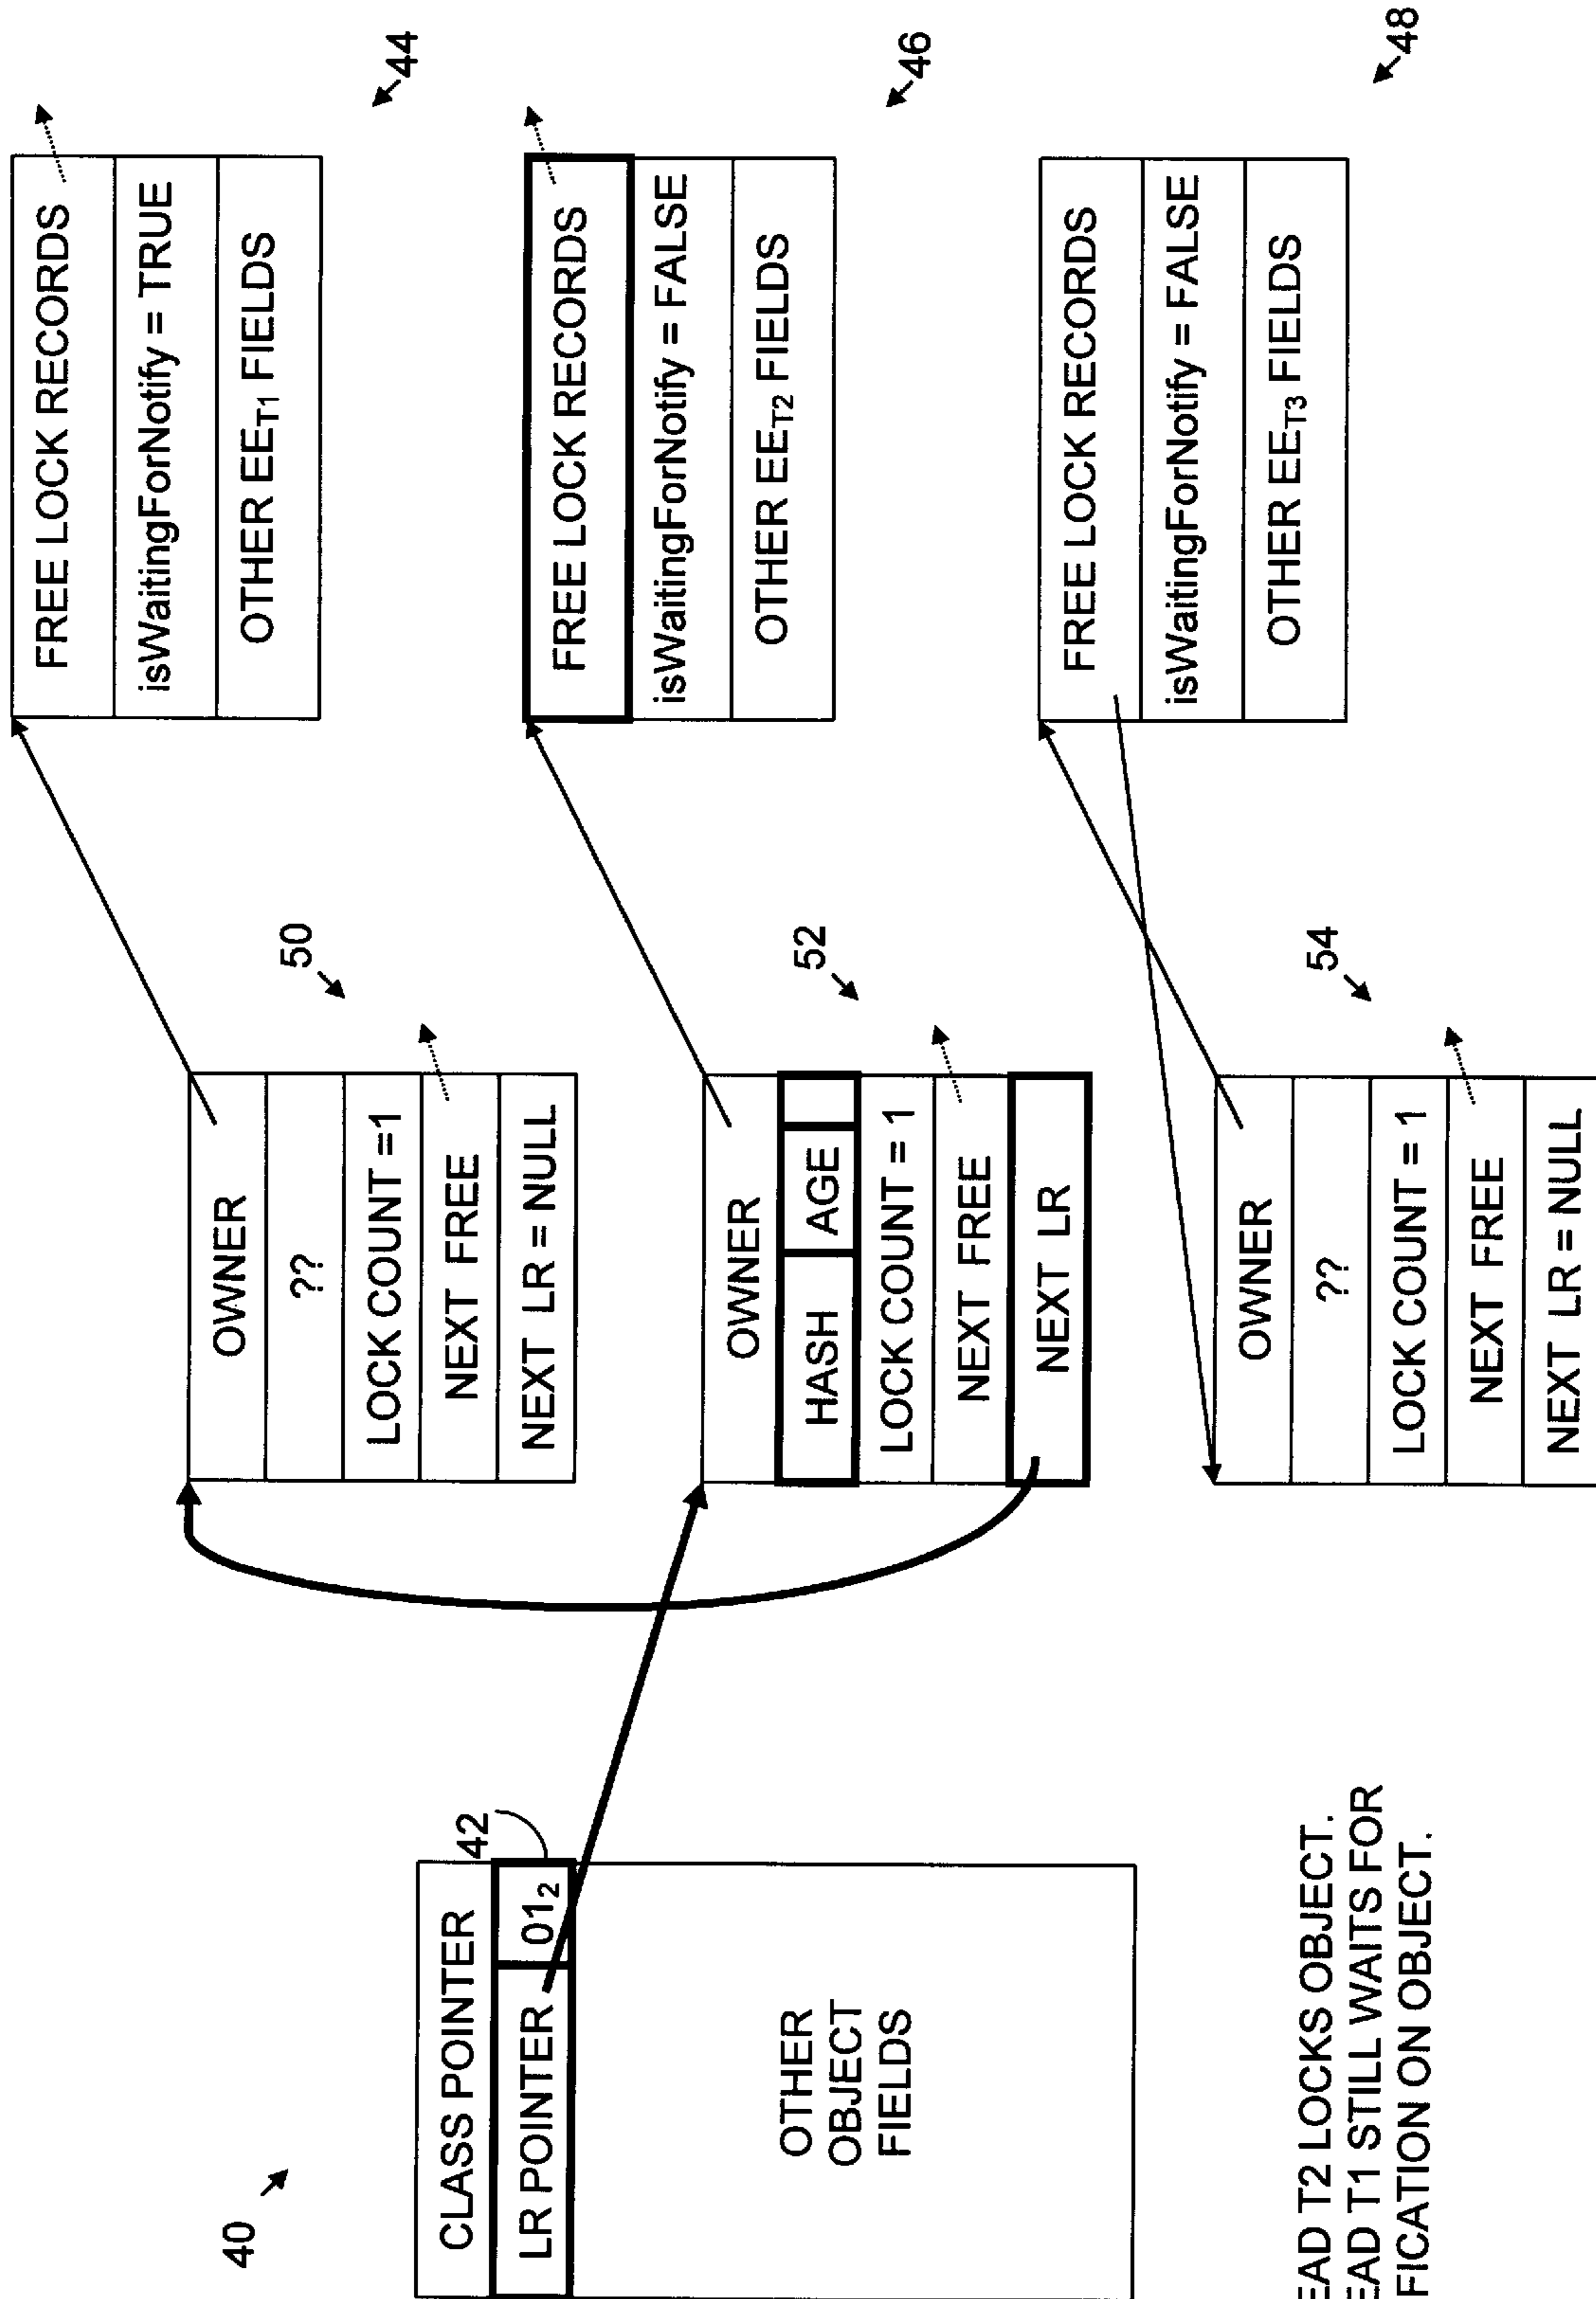 40
CLASS POINTER
42
LR POINTER
01₂
OTHER
OBJECT
FIELDS
EAD T2 LOCKS OBJECT.
EAD T1 STILL WAITS FOR
FICATION ON OBJECT.
50
OWNER
??
LOCK COUNT =1
NEXT FREE
NEXT LR = NULL
52
OWNER
HASH
AGE
LOCK COUNT = 1
NEXT FREE
NEXT LR
54
OWNER
??
LOCK COUNT = 1
NEXT FREE
NEXT LR = NULL
FREE LOCK RECORDS
isWaitingForNotify = TRUE
OTHER EE_T1 FIELDS
44
FREE LOCK RECORDS
isWaitingForNotify = FALSE
OTHER EE_T2 FIELDS
46
FREE LOCK RECORDS
isWaitingForNotify = FALSE
OTHER EE_T3 FIELDS
48